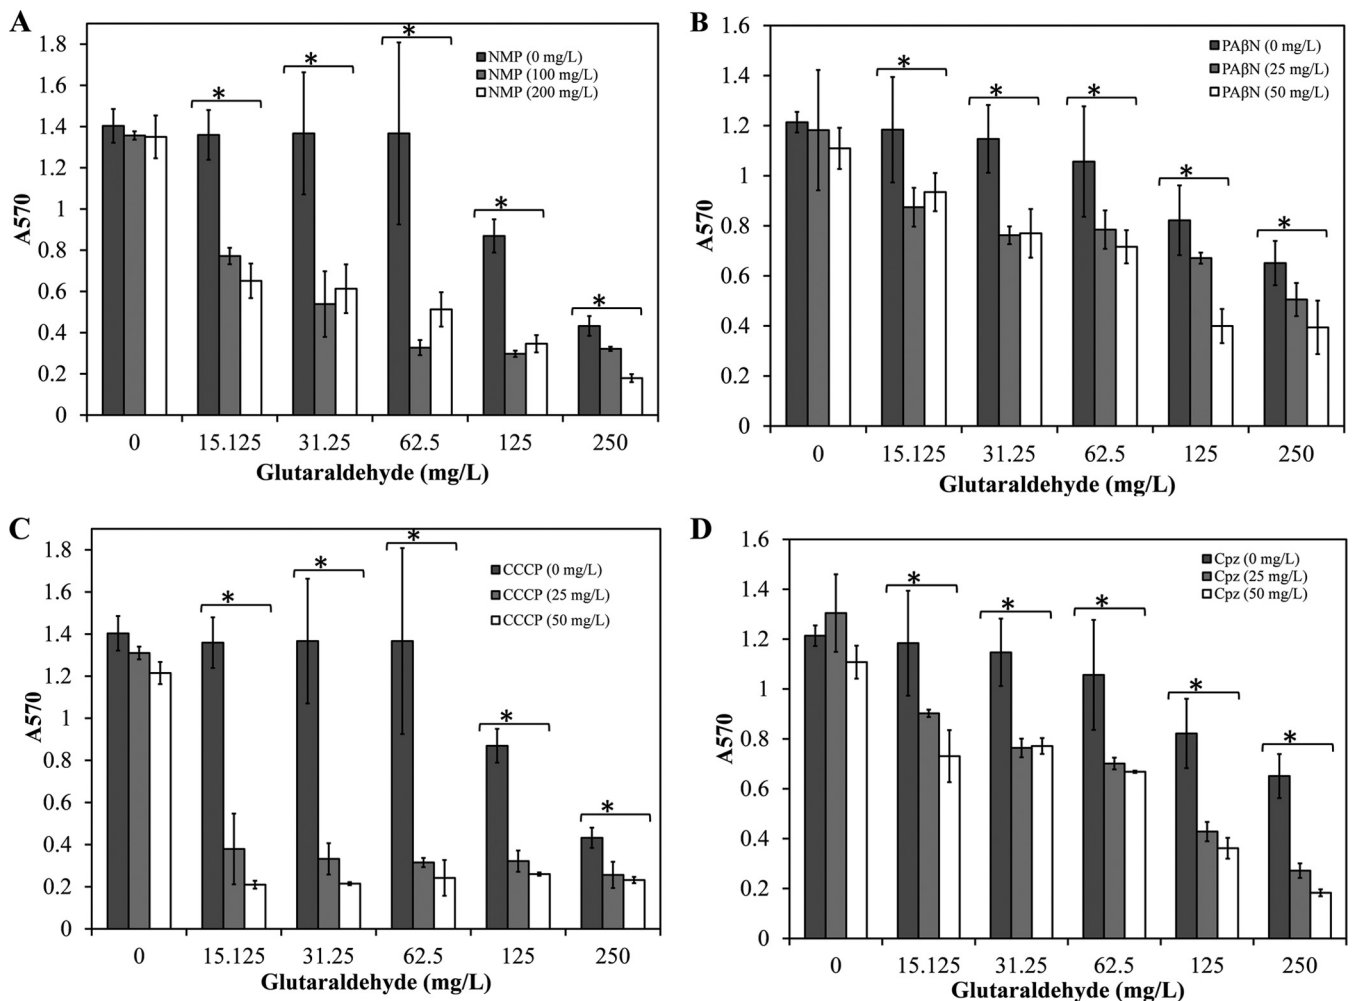 A
1.8
1.6
1.4
1.2
1
0.8
0.6
0.4
0.2
0
A570
NMP (0 mg/L)
NMP (100 mg/L)
NMP (200 mg/L)
*
*
*
*
*
0 15.125 31.25 62.5 125 250
Glutaraldehyde (mg/L)
B
1.6
1.4
1.2
1
0.8
0.6
0.4
0.2
0
A570
PAβN (0 mg/L)
PAβN (25 mg/L)
PAβN (50 mg/L)
*
*
*
*
*
0 15.125 31.25 62.5 125 250
Glutaraldehyde (mg/L)
C
1.8
1.6
1.4
1.2
1
0.8
0.6
0.4
0.2
0
A570
CCCP (0 mg/L)
CCCP (25 mg/L)
CCCP (50 mg/L)
*
*
*
*
*
0 15.125 31.25 62.5 125 250
Glutaraldehyde (mg/L)
D
1.6
1.4
1.2
1
0.8
0.6
0.4
0.2
0
A570
Cpz (0 mg/L)
Cpz (25 mg/L)
Cpz (50 mg/L)
*
*
*
*
*
0 15.125 31.25 62.5 125 250
Glutaraldehyde (mg/L)